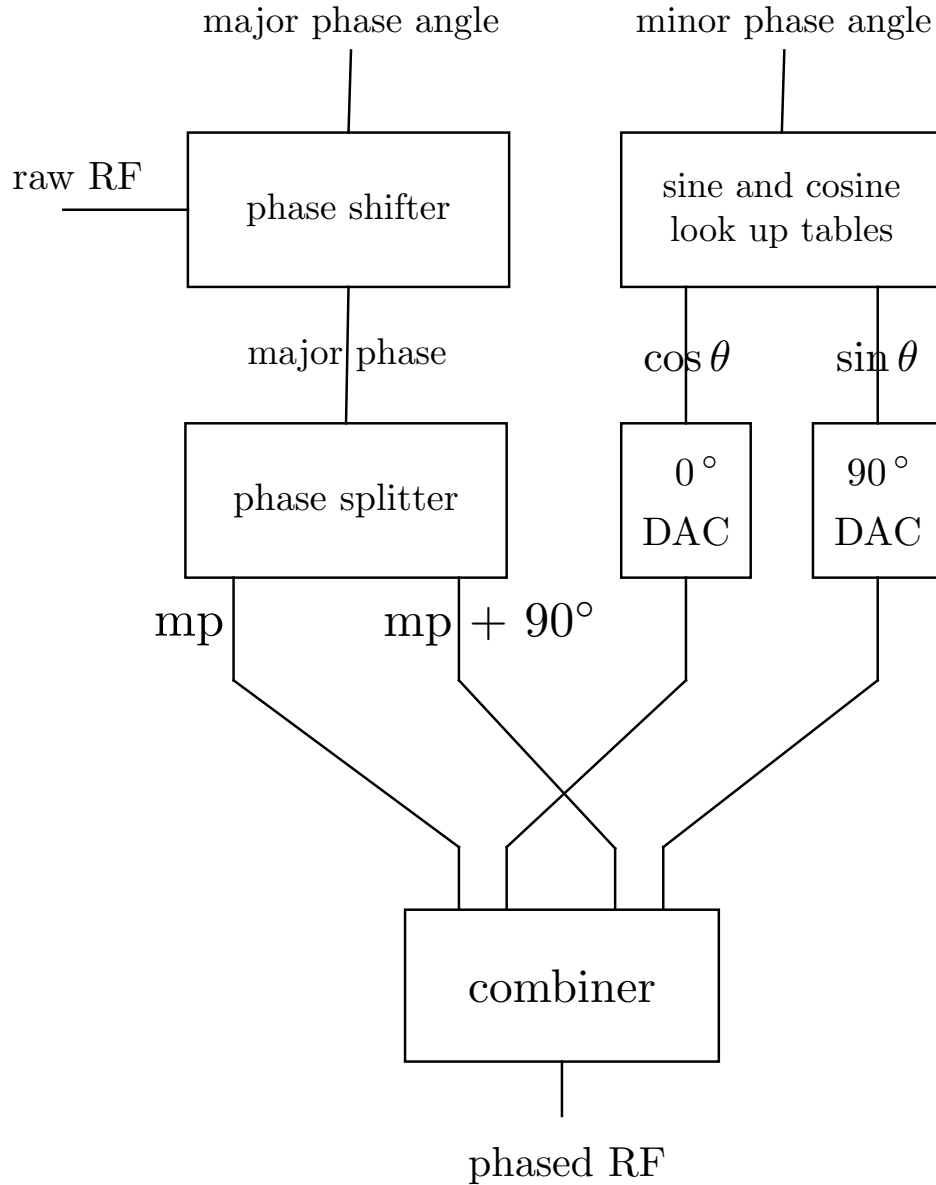 major phase angle
minor phase angle
raw RF
phase shifter
sine and cosine
look up tables
major phase
cos θ
sin θ
phase splitter
0°
DAC
90°
DAC
mp
mp + 90°
combiner
phased RF